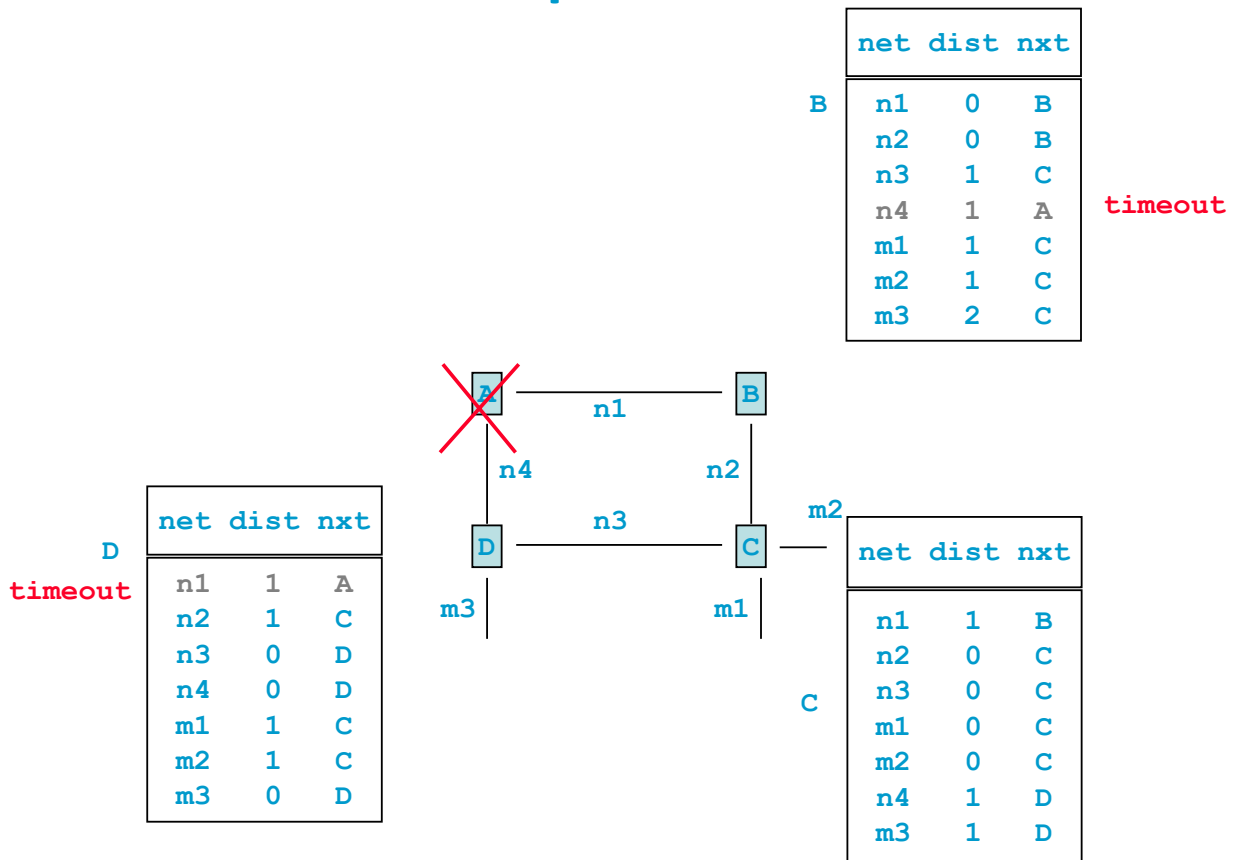 net dist nxt
B
n1 0 B
n2 0 B
n3 1 C
n4 1 A
timeout
m1 1 C
m2 1 C
m3 2 C
A
n1
B
n4
n2
D
n3
C
m2
m3
m1
D
net dist nxt
timeout
n1 1 A
n2 1 C
n3 0 D
n4 0 D
m1 1 C
m2 1 C
m3 0 D
net dist nxt
C
n1 1 B
n2 0 C
n3 0 C
m1 0 C
m2 0 C
n4 1 D
m3 1 D